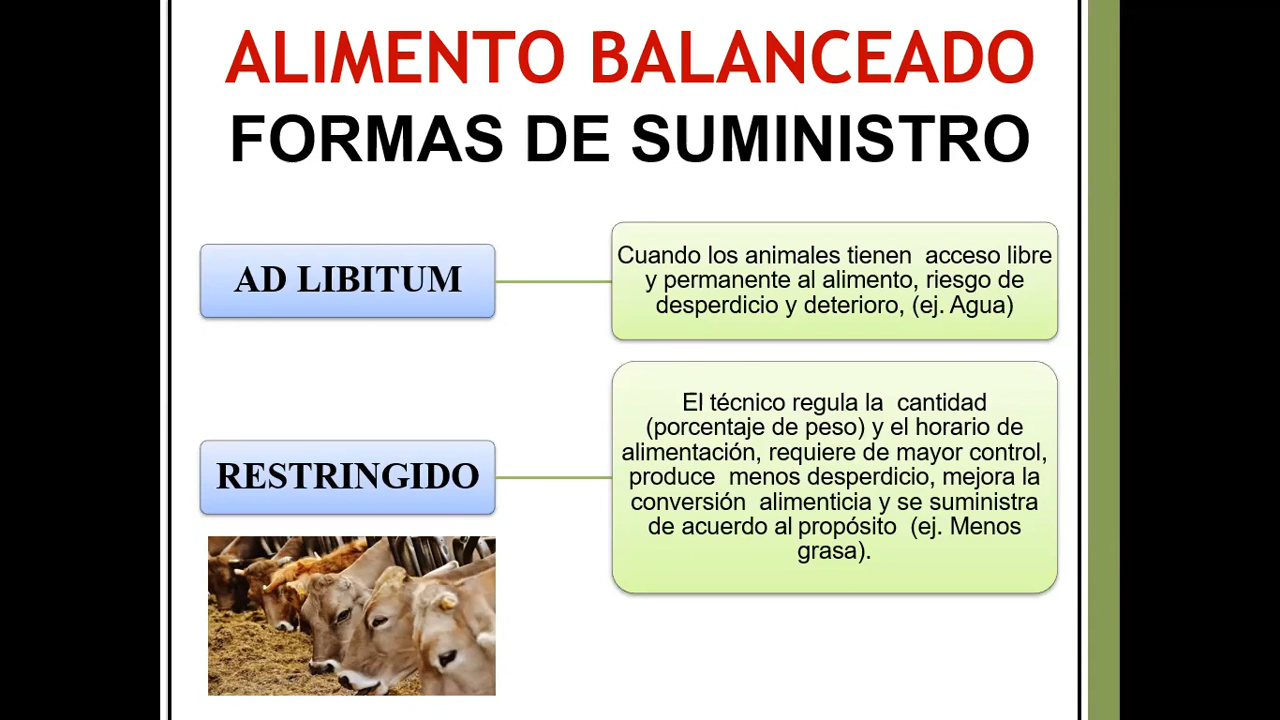 ALIMENTO BALANCEADO
FORMAS DE SUMINISTRO
AD LIBITUM
Cuando los animales tienen acceso libre
y permanente al alimento, riesgo de
desperdicio y deterioro, (ej. Agua)
RESTRINGIDO
El técnico regula la cantidad
(porcentaje de peso) y el horario de
alimentación, requiere de mayor control,
produce menos desperdicio, mejora la
conversión alimenticia y se suministra
de acuerdo al propósito (ej. Menos
grasa).